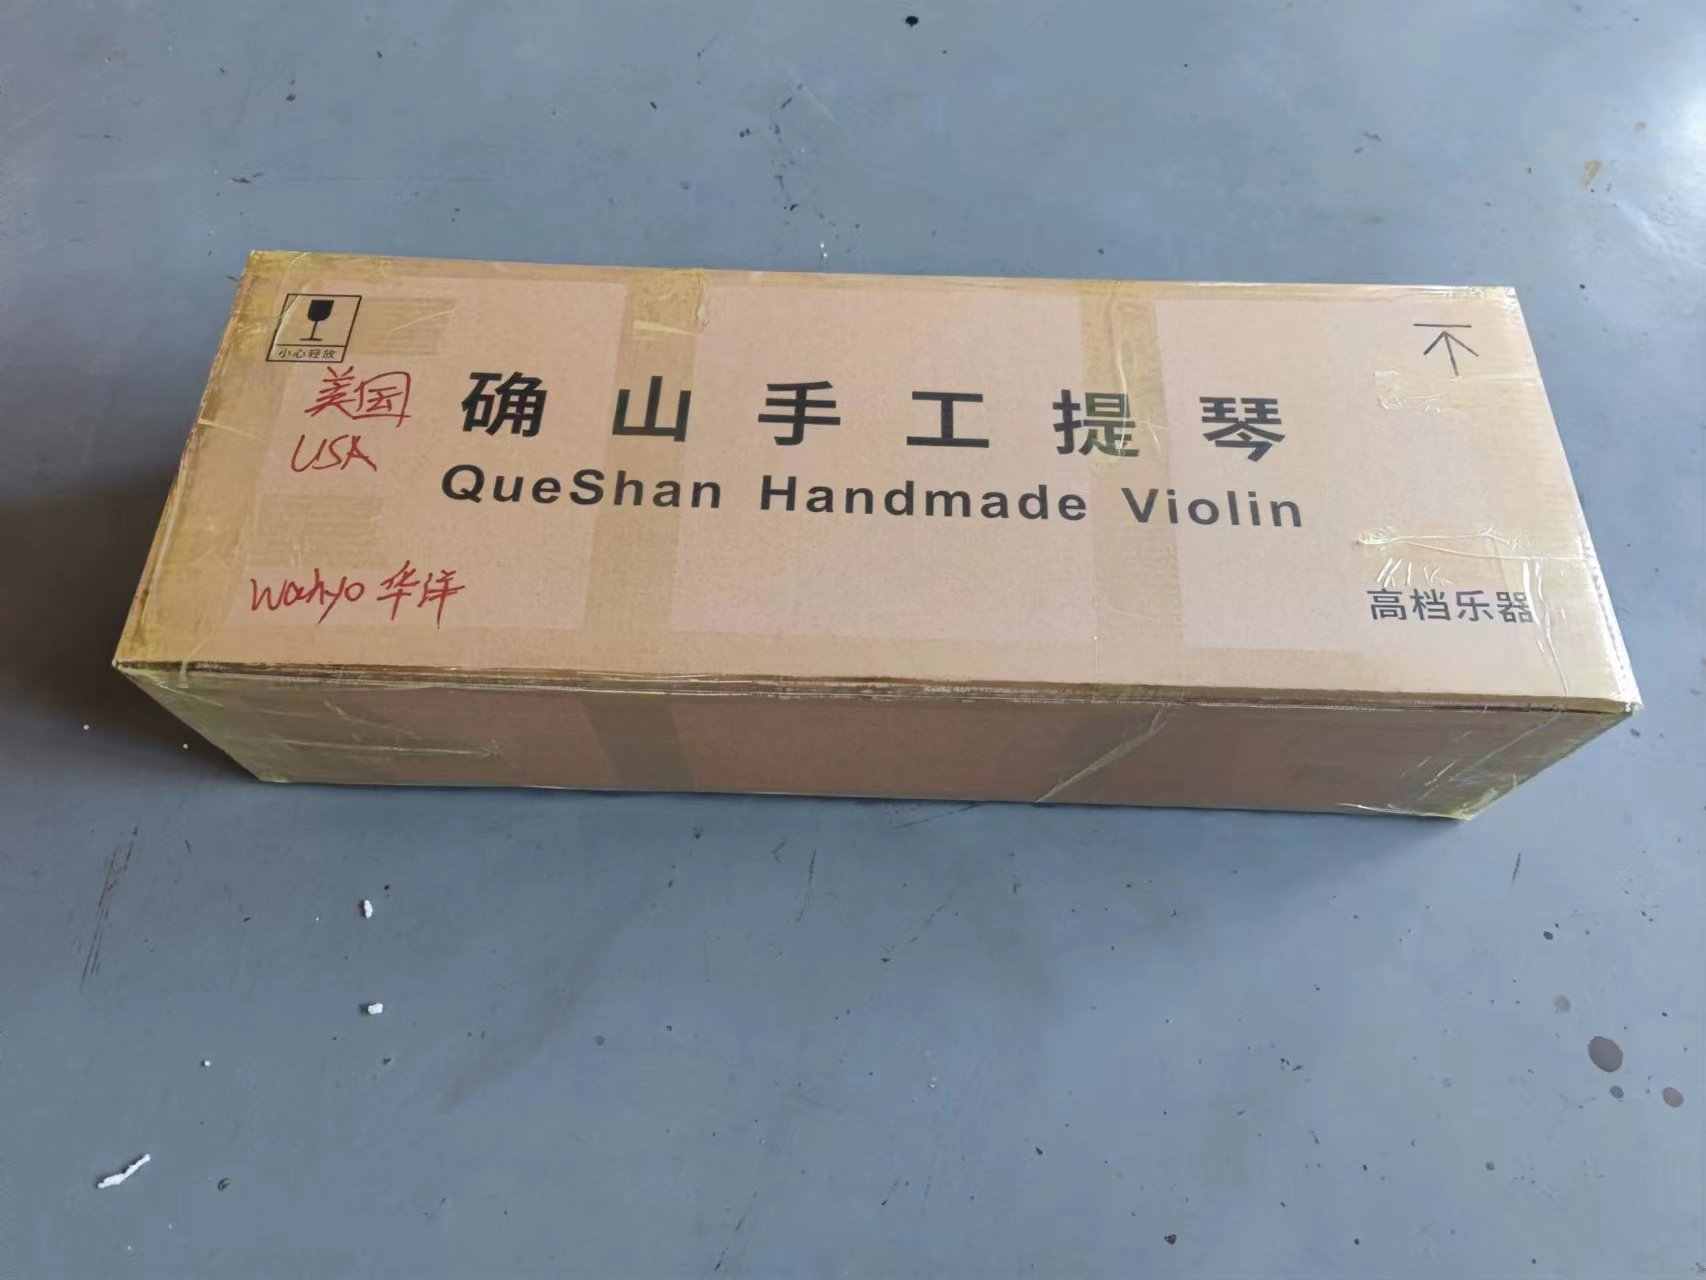 小心轻放
美国
USA
确山手工提琴
QueShan Handmade Violin
Wahyo 华洋
高档乐器